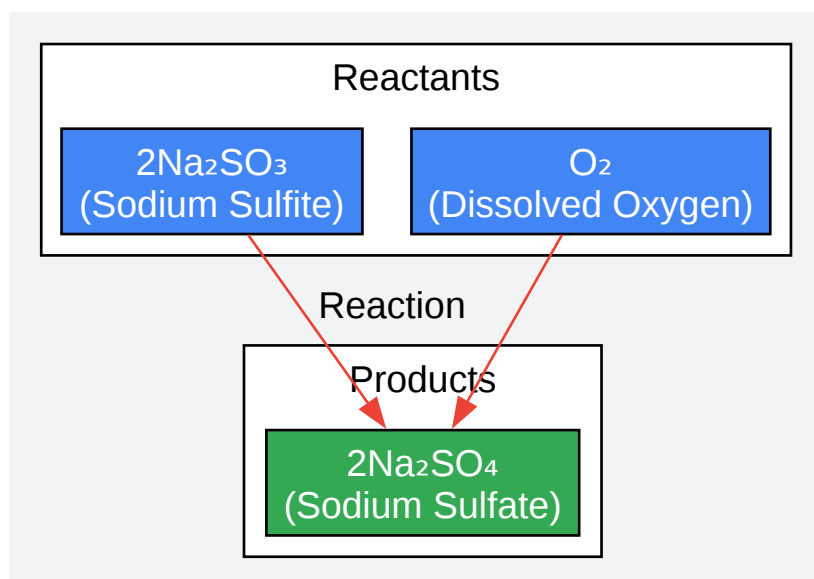 Reactants
2Na₂SO₃
(Sodium Sulfite)
O₂
(Dissolved Oxygen)
Reaction
Products
2Na₂SO₄
(Sodium Sulfate)